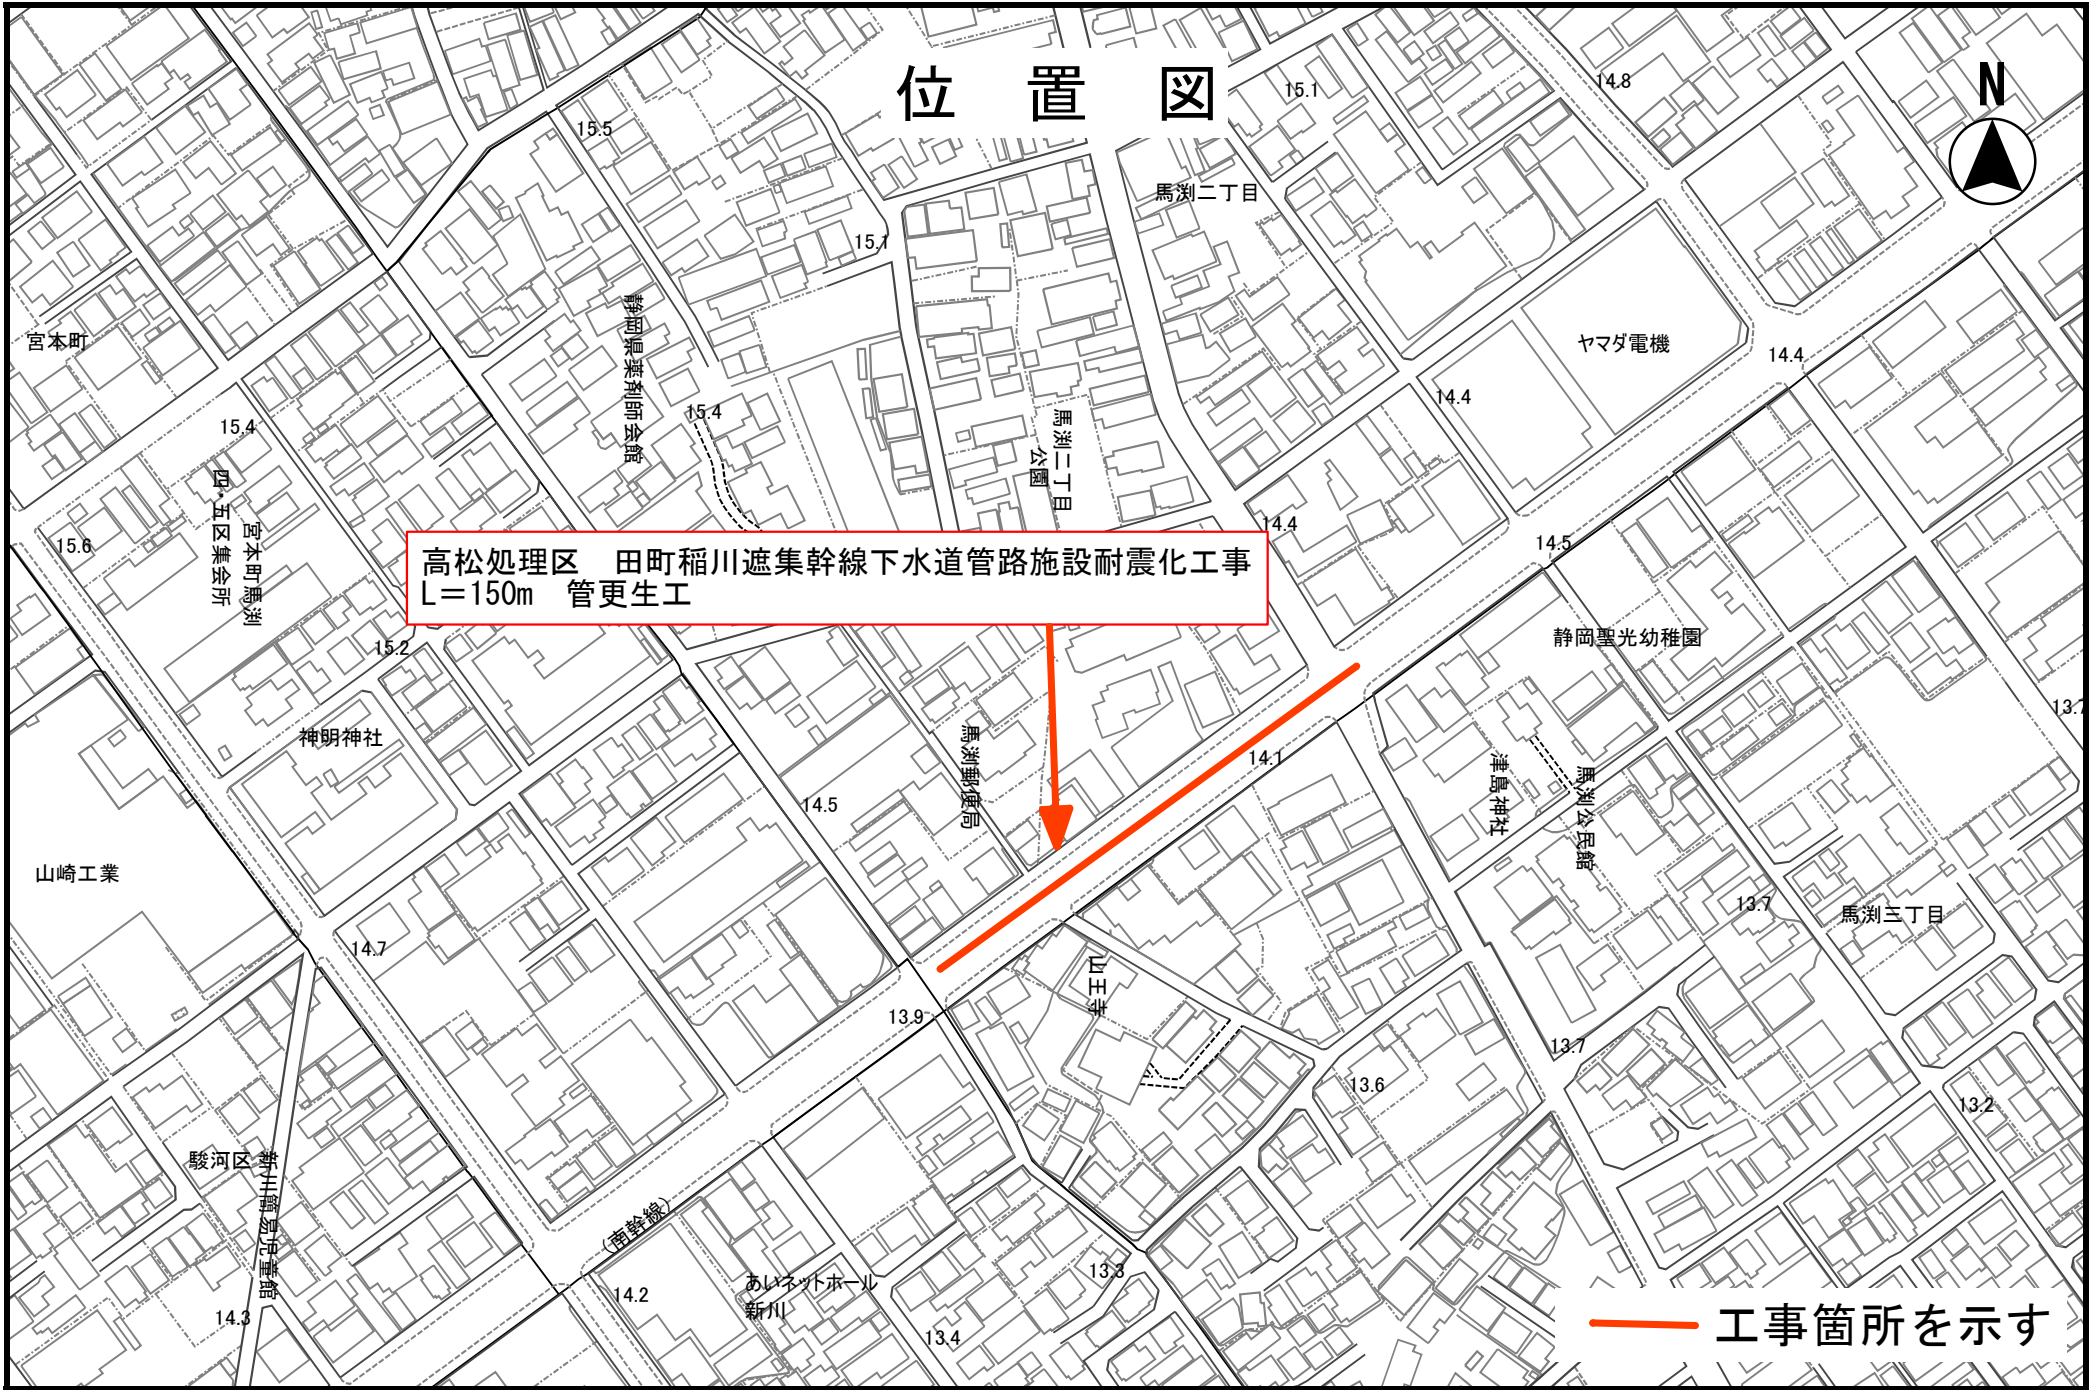 位置図
N
15.1
14.8
15.5
馬渕二丁目
15.1
静岡県薬剤師会館
宮本町
ヤマダ電機
14.4
14.4
15.4
15.4
馬渕二丁目
公園
宮本町馬渕
四・五区集会所
15.6
14.4
14.5
高松処理区 田町稲川遮集幹線下水道管路施設耐震化工事
L=150m 管更生工
静岡聖光幼稚園
15.2
13.7
神明神社
馬渕郵便局
14.1
津島神社
馬渕公民館
14.5
山崎工業
13.7
馬渕三丁目
14.7
山王寺
13.9
13.7
13.6
13.2
駿河区
新川簡易児童館
(南幹線)
13.3
14.2
あいネットホール
新川
14.3
13.4
工事箇所を示す